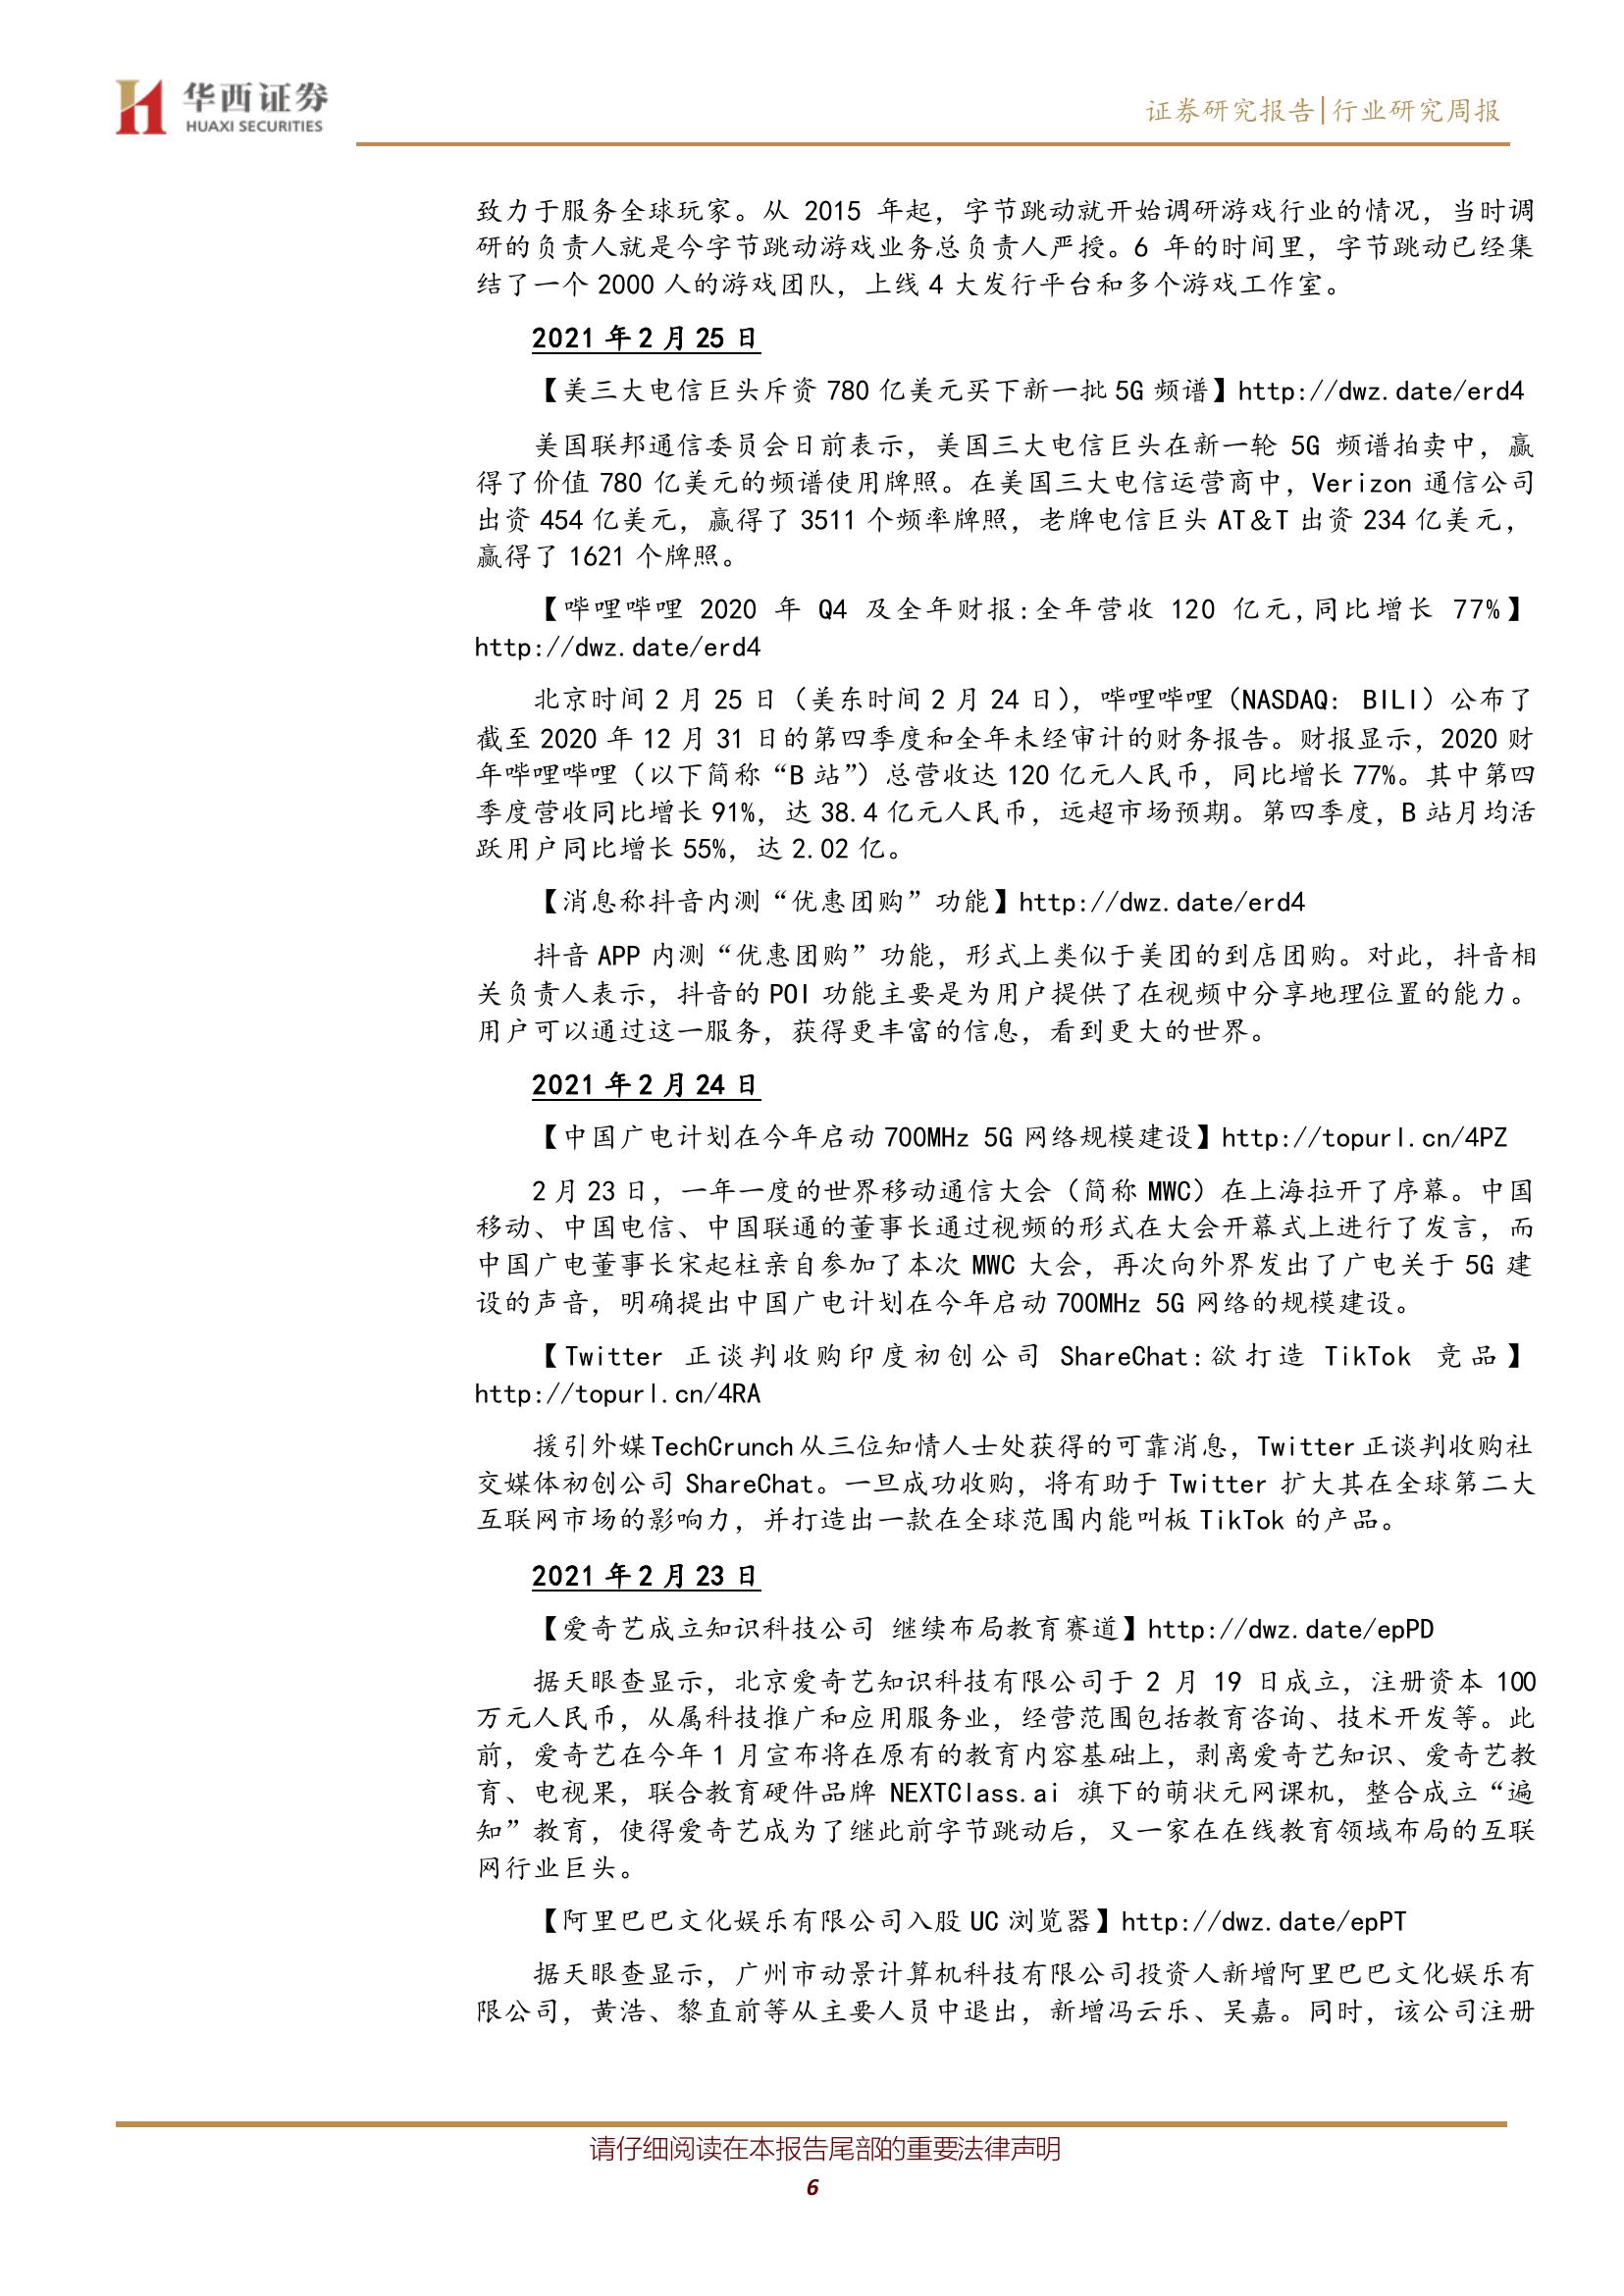 华西证券
HUAXI SECURITIES
证券研究报告|行业研究周报
致力于服务全球玩家。从 2015 年起，字节跳动就开始调研游戏行业的情况，当时调
研的负责人就是今字节跳动游戏业务总负责人严授。6 年的时间里，字节跳动已经集
结了一个 2000 人的游戏团队，上线 4 大发行平台和多个游戏工作室。
2021 年 2 月 25 日
【美三大电信巨头斥资 780 亿美元买下新一批 5G 频谱】http://dwz.date/erd4
美国联邦通信委员会日前表示，美国三大电信巨头在新一轮 5G 频谱拍卖中，赢
得了价值 780 亿美元的频谱使用牌照。在美国三大电信运营商中，Verizon 通信公司
出资 454 亿美元，赢得了 3511 个频率牌照，老牌电信巨头 AT＆T 出资 234 亿美元，
赢得了 1621 个牌照。
【哔哩哔哩 2020 年 Q4 及全年财报:全年营收 120 亿元,同比增长 77%】
http://dwz.date/erd4
北京时间 2 月 25 日（美东时间 2 月 24 日），哔哩哔哩（NASDAQ: BILI）公布了
截至 2020 年 12 月 31 日的第四季度和全年未经审计的财务报告。财报显示，2020 财
年哔哩哔哩（以下简称“B 站”）总营收达 120 亿元人民币，同比增长 77%。其中第四
季度营收同比增长 91%，达 38.4 亿元人民币，远超市场预期。第四季度，B 站月均活
跃用户同比增长 55%，达 2.02 亿。
【消息称抖音内测“优惠团购”功能】http://dwz.date/erd4
抖音 APP 内测“优惠团购”功能，形式上类似于美团的到店团购。对此，抖音相
关负责人表示，抖音的 POI 功能主要是为用户提供了在视频中分享地理位置的能力。
用户可以通过这一服务，获得更丰富的信息，看到更大的世界。
2021 年 2 月 24 日
【中国广电计划在今年启动 700MHz 5G 网络规模建设】http://topurl.cn/4PZ
2 月 23 日，一年一度的世界移动通信大会（简称 MWC）在上海拉开了序幕。中国
移动、中国电信、中国联通的董事长通过视频的形式在大会开幕式上进行了发言，而
中国广电董事长宋起柱亲自参加了本次 MWC 大会，再次向外界发出了广电关于 5G 建
设的声音，明确提出中国广电计划在今年启动 700MHz 5G 网络的规模建设。
【Twitter 正谈判收购印度初创公司 ShareChat:欲打造 TikTok 竞品】
http://topurl.cn/4RA
援引外媒 TechCrunch 从三位知情人士处获得的可靠消息，Twitter 正谈判收购社
交媒体初创公司 ShareChat。一旦成功收购，将有助于 Twitter 扩大其在全球第二大
互联网市场的影响力，并打造出一款在全球范围内能叫板 TikTok 的产品。
2021 年 2 月 23 日
【爱奇艺成立知识科技公司 继续布局教育赛道】http://dwz.date/epPD
据天眼查显示，北京爱奇艺知识科技有限公司于 2 月 19 日成立，注册资本 100
万元人民币，从属科技推广和应用服务业，经营范围包括教育咨询、技术开发等。此
前，爱奇艺在今年 1 月宣布将在原有的教育内容基础上，剥离爱奇艺知识、爱奇艺教
育、电视果，联合教育硬件品牌 NEXTClass.ai 旗下的萌状元网课机，整合成立“遍
知”教育，使得爱奇艺成为了继此前字节跳动后，又一家在在线教育领域布局的互联
网行业巨头。
【阿里巴巴文化娱乐有限公司入股 UC 浏览器】http://dwz.date/epPT
据天眼查显示，广州市动景计算机科技有限公司投资人新增阿里巴巴文化娱乐有
限公司，黄浩、黎直前等从主要人员中退出，新增冯云乐、吴嘉。同时，该公司注册
请仔细阅读在本报告尾部的重要法律声明
6